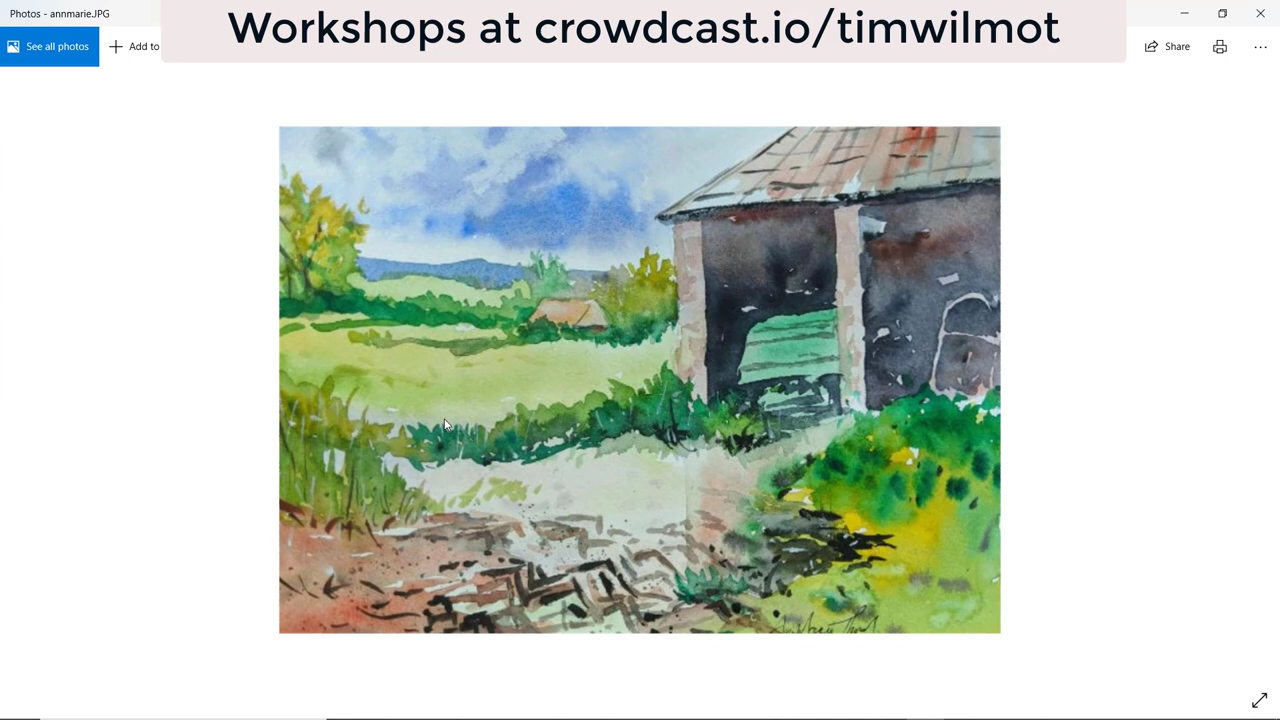 Photos - annmarie.JPG
Workshops at crowdcast.io/timwilmot
See all photos
Add to
Share